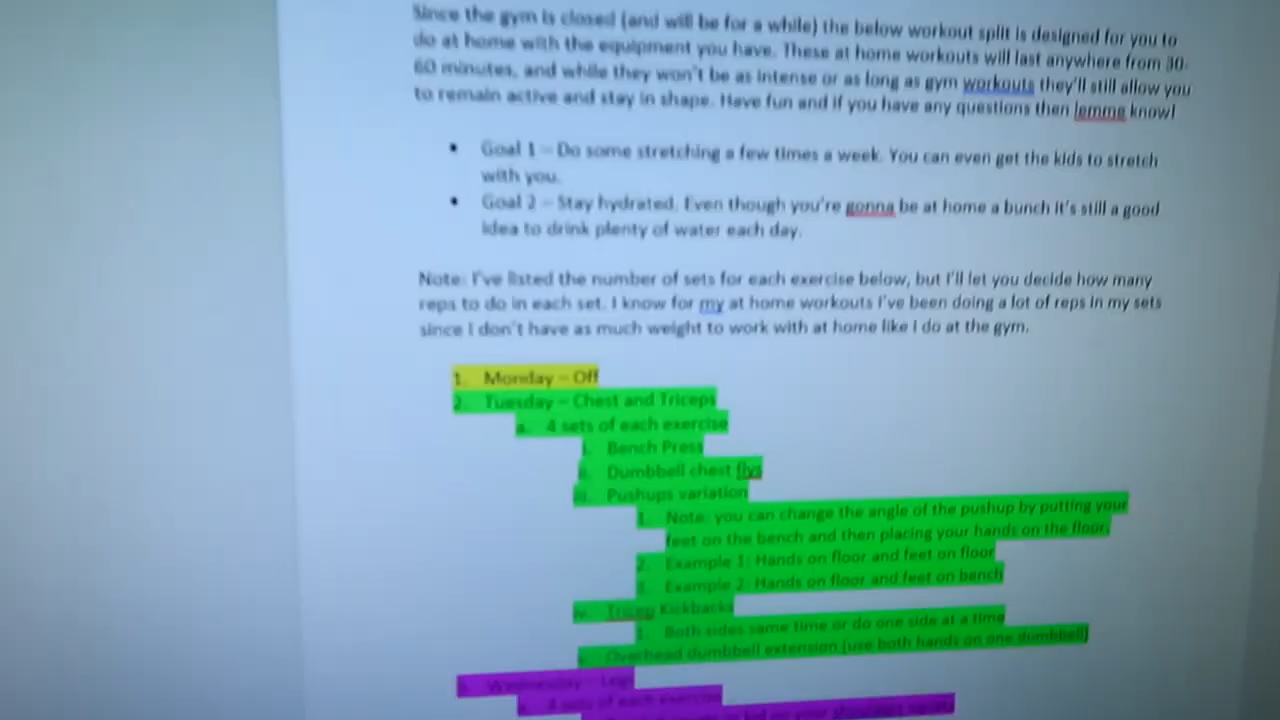 Since the gym is closed (and will be for a while) the below workout split is designed for you to
do at home with the equipment you have. These at home workouts will last anywhere from 30-
60 minutes, and while they won't be as intense or as long as gym workouts they'll still allow you
to remain active and stay in shape. Have fun and if you have any questions then lemme know!
• Goal 1 – Do some stretching a few times a week. You can even get the kids to stretch
with you.
• Goal 2 – Stay hydrated. Even though you're gonna be at home a bunch it's still a good
idea to drink plenty of water each day.
Note: I've listed the number of sets for each exercise below, but I'll let you decide how many
reps to do in each set. I know for my at home workouts I've been doing a lot of reps in my sets
since I don't have as much weight to work with at home like I do at the gym.
1. Monday – Off
2. Tuesday – Chest and Triceps
a. 4 sets of each exercise
i. Bench Press
ii. Dumbbell chest flys
iii. Pushups variation
1. Note: you can change the angle of the pushup by putting your
feet on the bench and then placing your hands on the floor.
2. Example 1: Hands on floor and feet on floor
3. Example 2: Hands on floor and feet on bench
iv. Tricep Kickbacks
1. Both sides same time or do one side at a time
v. Overhead dumbbell extension (use both hands on one dumbbell)
3. Wednesday – Legs
a. 4 sets of each exercise